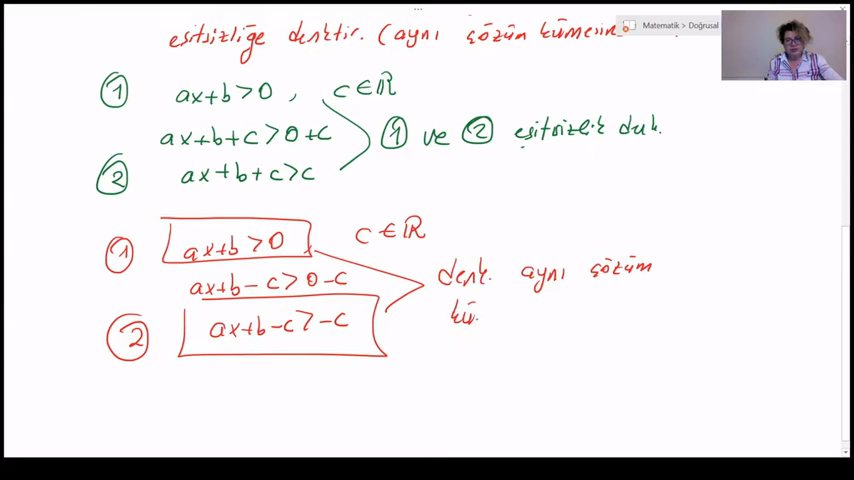 eşitsizliğe denktir. (aynı çözüm kümesine
Matematik > Doğrusal
① ax+b>0, c∈ℝ
ax+b+c>0+c
② ax+b+c>c
① ve ② eşitsizlik denk.
① ax+b>0 c∈ℝ
ax+b-c>0-c
② ax+b-c>-c
denk. aynı çözüm
kü.